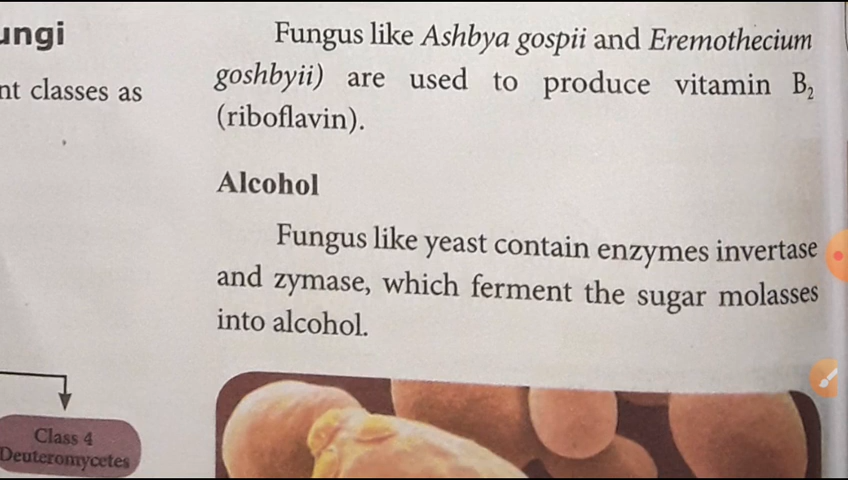 ungi
nt classes as
Class 4
Deuteromycetes
Fungus like Ashbya gospii and Eremothecium
goshbyii) are used to produce vitamin B₂
(riboflavin).
Alcohol
Fungus like yeast contain enzymes invertase
and zymase, which ferment the sugar molasses
into alcohol.